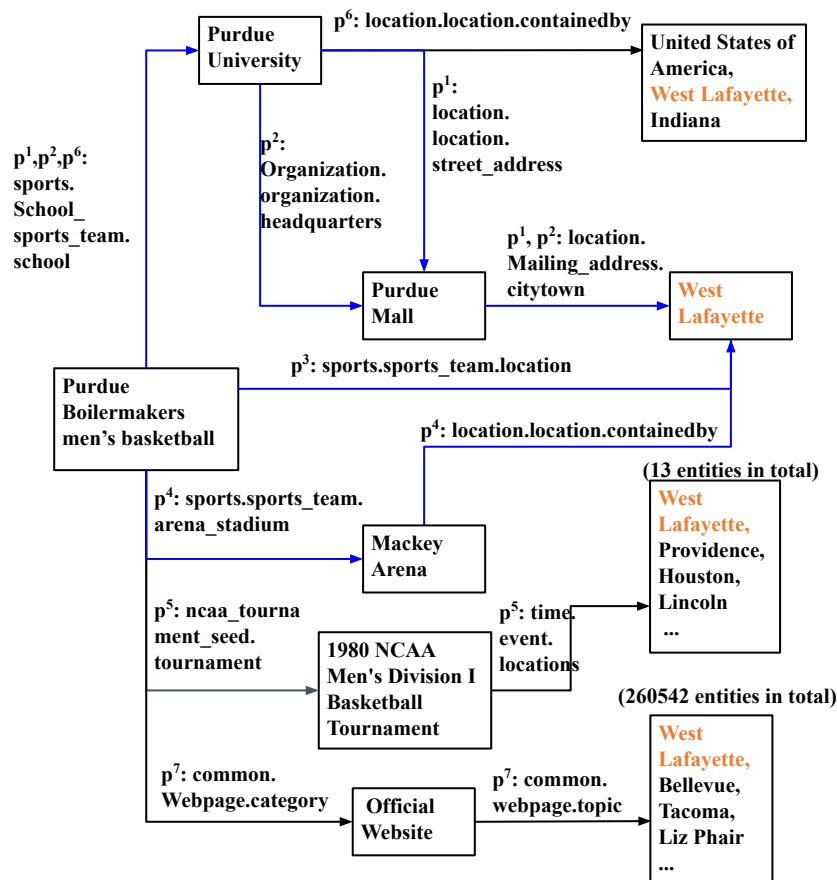 p⁶: location.location.containedby
Purdue
University
United States of
America,
West Lafayette,
Indiana
p¹:
location.
location.
street_address
p²:
Organization.
organization.
headquarters
p¹,p²,p⁶:
sports.
School_
sports_team.
school
p¹, p²: location.
Mailing_address.
citytown
Purdue
Mall
West
Lafayette
p³: sports.sports_team.location
Purdue
Boilermakers
men's basketball
p⁴: location.location.containedby
p⁴: sports.sports_team.
arena_stadium
Mackey
Arena
(13 entities in total)
West
Lafayette,
Providence,
Houston,
Lincoln
...
p⁵: ncaa_tourna
ment_seed.
tournament
p⁵: time.
event.
locations
1980 NCAA
Men's Division I
Basketball
Tournament
(260542 entities in total)
West
Lafayette,
Bellevue,
Tacoma,
Liz Phair
...
p⁷: common.
Webpage.category
Official
Website
p⁷: common.
webpage.topic